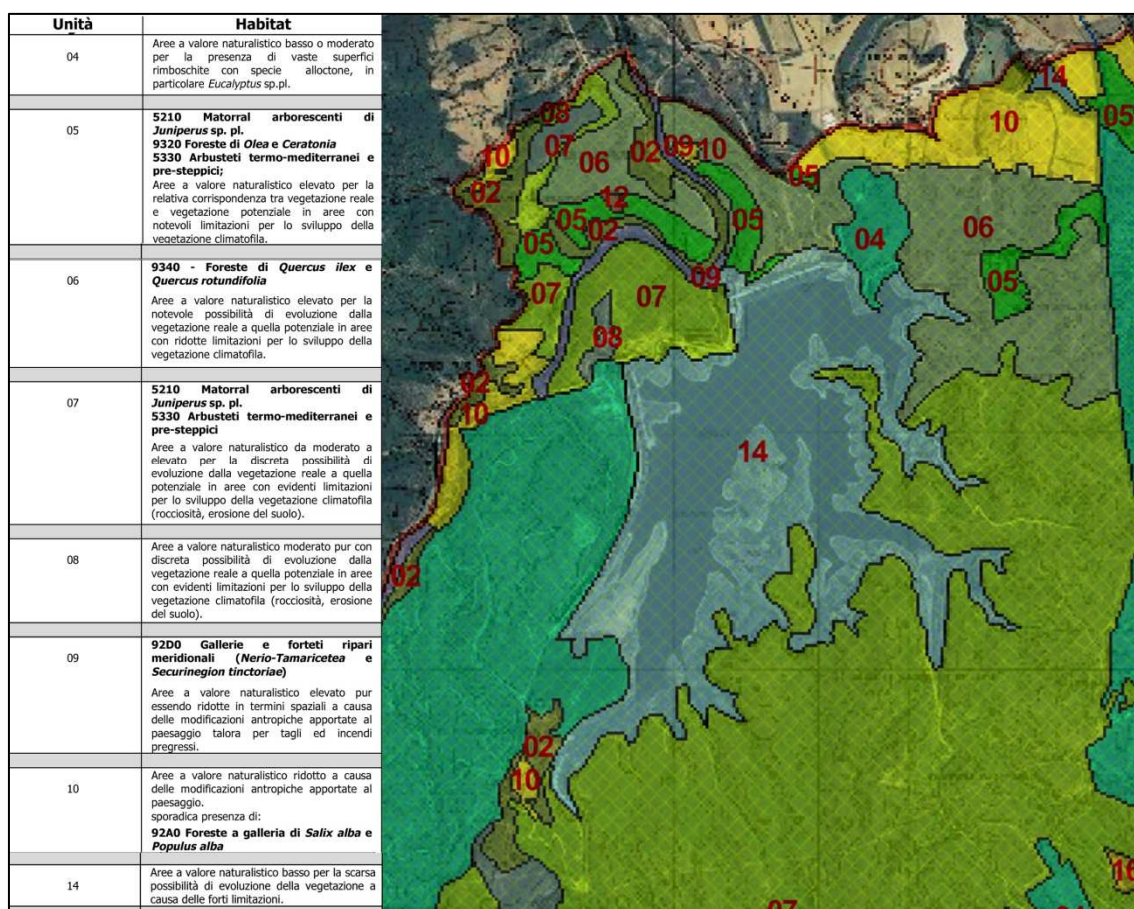 Unità
Habitat
04
Aree a valore naturalistico basso o moderato
per la presenza di vaste superfici
rimboschite con specie alloctone, in
particolare Eucalyptus sp.pl.
05
5210 Matorral arborescenti di
Juniperus sp. pl.
9320 Foreste di Olea e Ceratonia
5330 Arbusteti termo-mediterranei e
pre-steppici;
Aree a valore naturalistico elevato per la
relativa corrispondenza tra vegetazione reale
e vegetazione potenziale in aree con
notevoli limitazioni per lo sviluppo della
vegetazione climatofila.
06
9340 - Foreste di Quercus ilex e
Quercus rotundifolia
Aree a valore naturalistico elevato per la
notevole possibilità di evoluzione dalla
vegetazione reale a quella potenziale in aree
con ridotte limitazioni per lo sviluppo della
vegetazione climatofila.
07
5210 Matorral arborescenti di
Juniperus sp. pl.
5330 Arbusteti termo-mediterranei e
pre-steppici
Aree a valore naturalistico da moderato a
elevato per la discreta possibilità di
evoluzione dalla vegetazione reale a quella
potenziale in aree con evidenti limitazioni
per lo sviluppo della vegetazione climatofila
(rocciosità, erosione del suolo).
08
Aree a valore naturalistico moderato pur con
discreta possibilità di evoluzione dalla
vegetazione reale a quella potenziale in aree
con evidenti limitazioni per lo sviluppo della
vegetazione climatofila (rocciosità, erosione
del suolo).
09
92D0 Gallerie e forteti ripari
meridionali (Nerio-Tamaricetea e
Securinegion tinctoriae)
Aree a valore naturalistico elevato pur
essendo ridotte in termini spaziali a causa
delle modificazioni antropiche apportate al
paesaggio talora per tagli ed incendi
pregressi.
10
Aree a valore naturalistico ridotto a causa
delle modificazioni antropiche apportate al
paesaggio.
sporadica presenza di:
92A0 Foreste a galleria di Salix alba e
Populus alba
14
Aree a valore naturalistico basso per la scarsa
possibilità di evoluzione della vegetazione a
causa delle forti limitazioni.
14
08
05
10
07
02
09
10
10
06
02
05
12
05
05
02
04
06
05
09
05
07
07
08
02
10
14
02
02
10
16
07